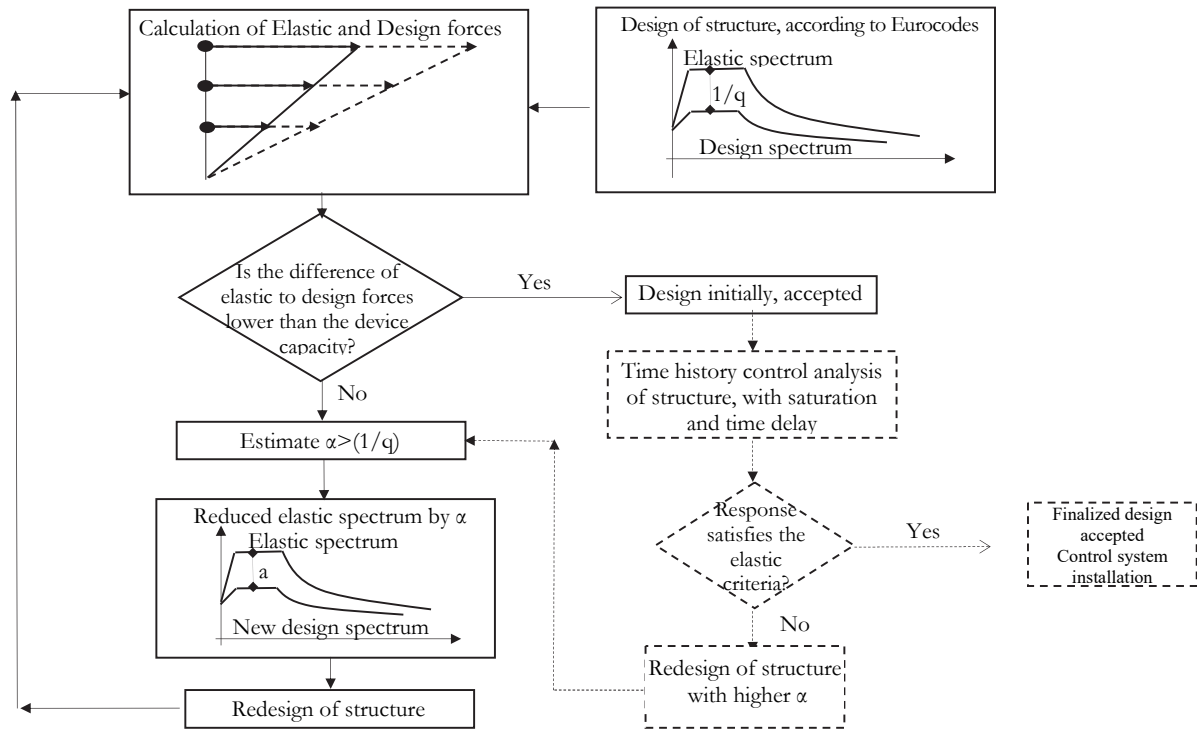 Calculation of Elastic and Design forces
Design of structure, according to Eurocodes
Elastic spectrum
1/q
Design spectrum
Is the difference of
elastic to design forces
lower than the device
capacity?
Yes
Design initially, accepted
No
Time history control analysis
of structure, with saturation
and time delay
Estimate α>(1/q)
Reduced elastic spectrum by α
Elastic spectrum
a
New design spectrum
Response
satisfies the
elastic
criteria?
Yes
Finalized design
accepted
Control system
installation
No
Redesign of structure
with higher α
Redesign of structure